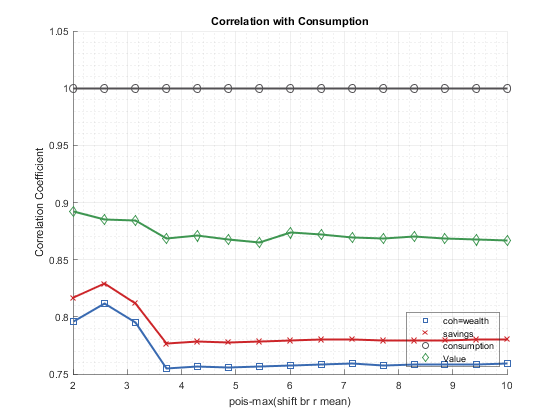 Correlation with Consumption
1.05
1
0.95
0.9
0.85
0.8
0.75
Correlation Coefficient
coh=wealth
savings
consumption
Value
2 3 4 5 6 7 8 9 10
pois-max(shift br r mean)